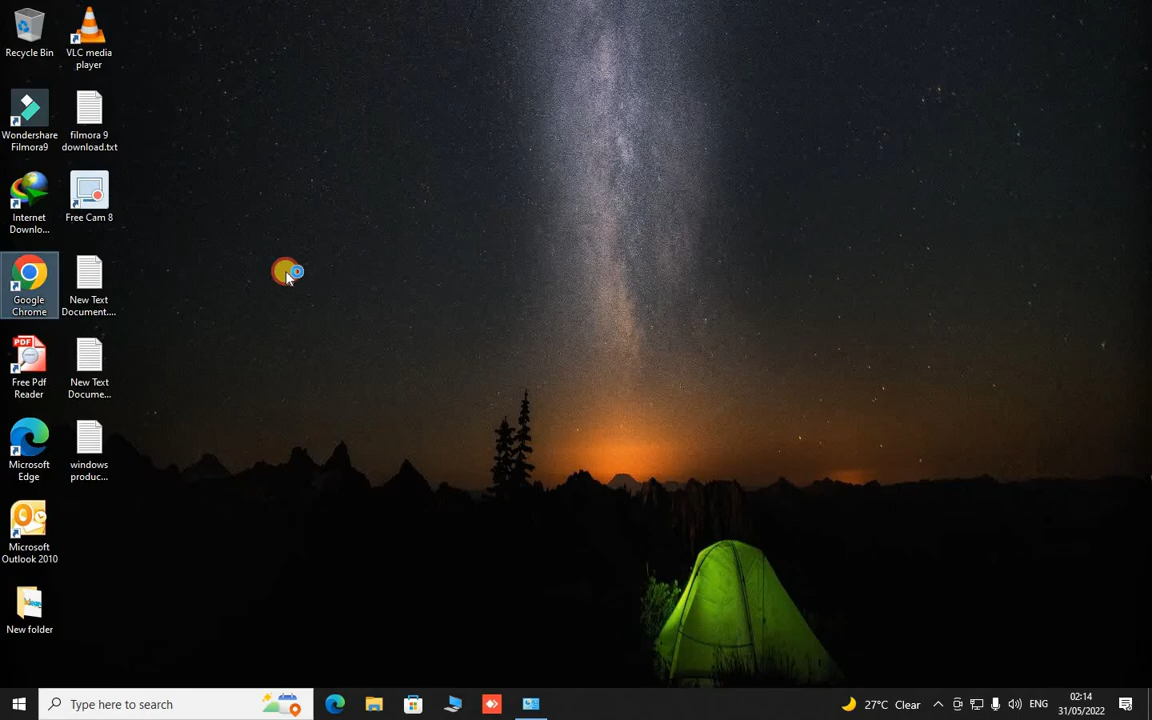 Recycle Bin
VLC media
player
Wondershare
Filmora9
filmora 9
download.txt
Internet
Downlo...
Free Cam 8
Google
Chrome
New Text
Document....
PDF
Free Pdf
Reader
New Text
Docume...
Microsoft
Edge
windows
produc...
Microsoft
Outlook 2010
New folder
Type here to search
27°C Clear
ENG
02:14
31/05/2022